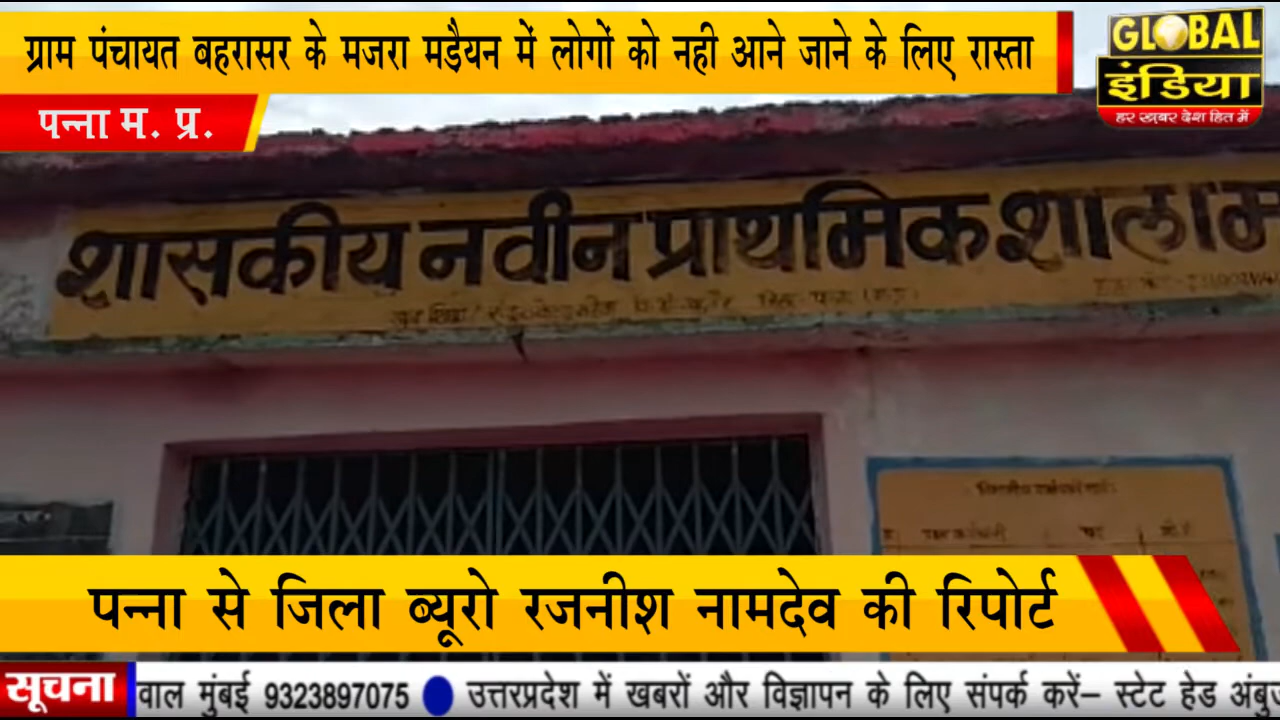 ग्राम पंचायत बहरासर के मजरा मड़ैयन में लोगों को नही आने जाने के लिए रास्ता
GLOBAL
इंडिया
हर खबर देश हित में
पन्ना म. प्र.
शासकीय नवीन प्राथमिक शाला म
पन्ना से जिला ब्यूरो रजनीश नामदेव की रिपोर्ट
सूचना
वाल मुंबई 9323897075 ● उत्तरप्रदेश में खबरों और विज्ञापन के लिए संपर्क करें– स्टेट हेड अंबुज